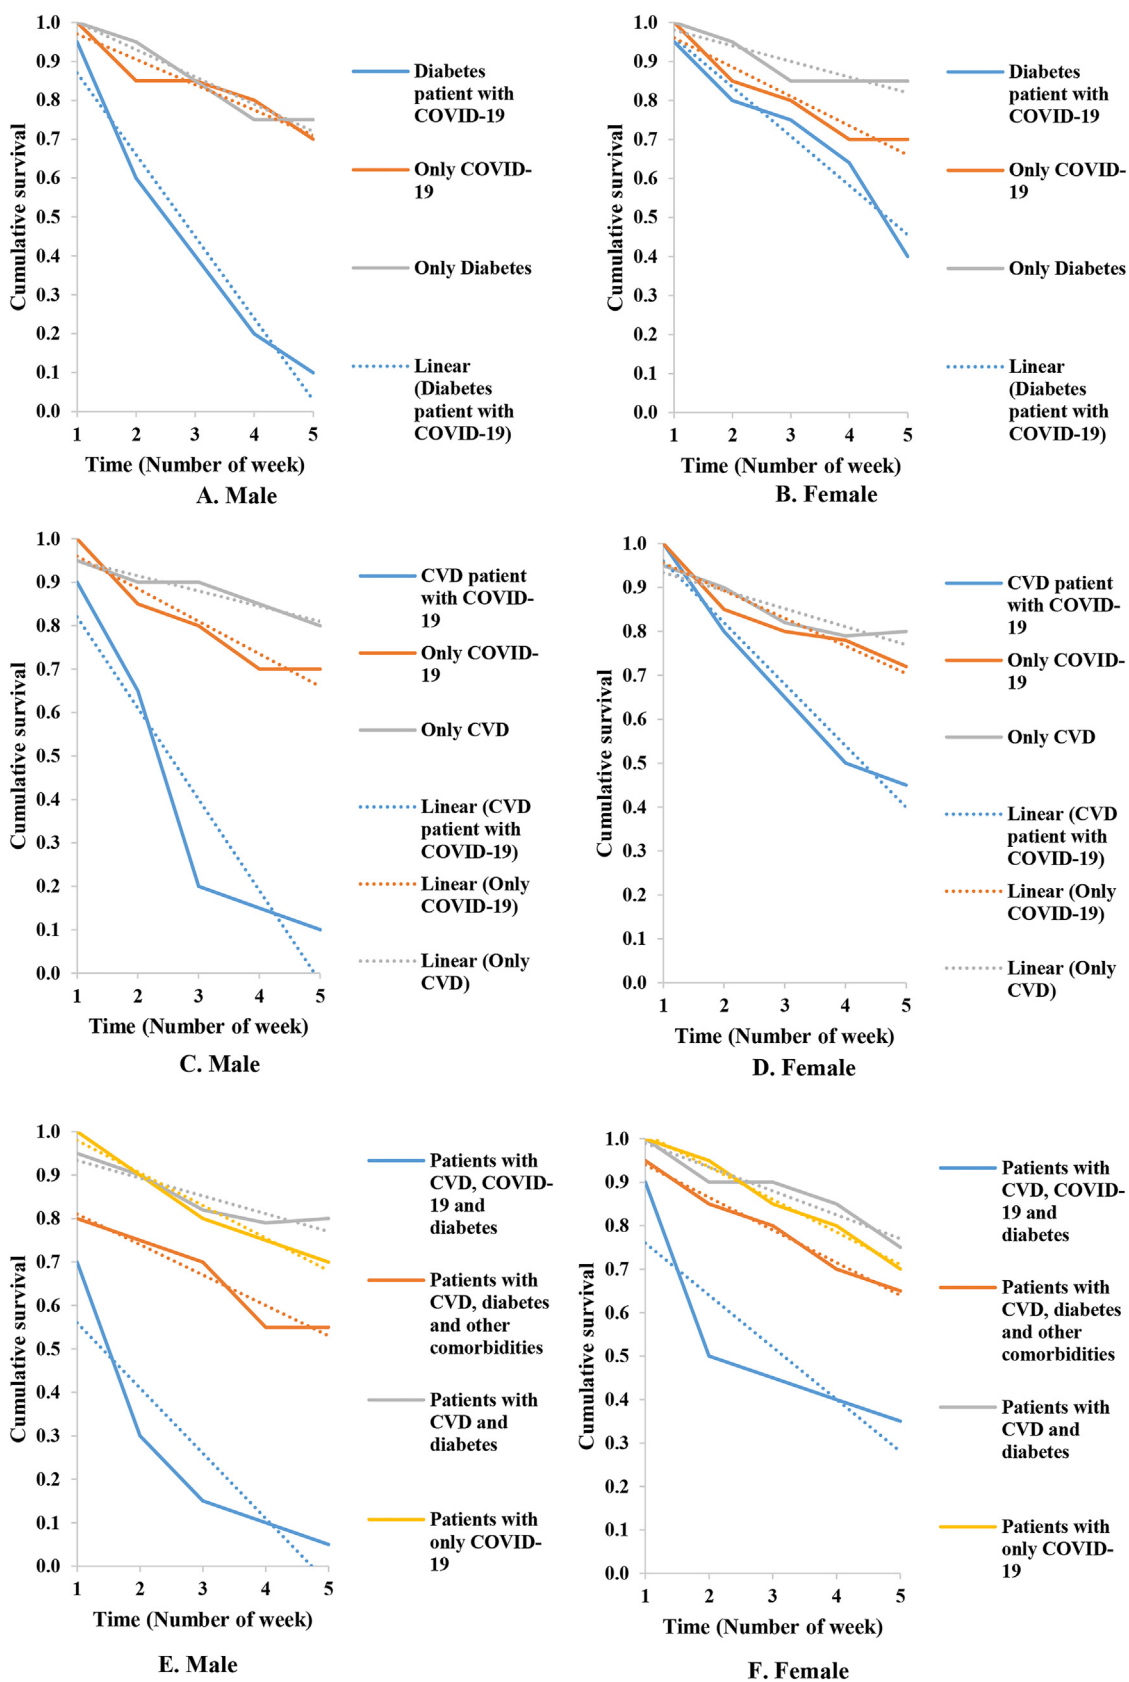 1.0
0.9
0.8
0.7
0.6
0.5
0.4
0.3
0.2
0.1
0.0
Cumulative survival
1 2 3 4 5
Time (Number of week)
A. Male
Diabetes
patient with
COVID-19
Only COVID-
19
Only Diabetes
Linear
(Diabetes
patient with
COVID-19)
1.0
0.9
0.8
0.7
0.6
0.5
0.4
0.3
0.2
0.1
0.0
Cumulative survival
1 2 3 4 5
Time (Number of week)
B. Female
Diabetes
patient with
COVID-19
Only COVID-
19
Only Diabetes
Linear
(Diabetes
patient with
COVID-19)
1.0
0.9
0.8
0.7
0.6
0.5
0.4
0.3
0.2
0.1
0.0
Cumulative survival
1 2 3 4 5
Time (Number of week)
C. Male
CVD patient
with COVID-
19
Only COVID-
19
Only CVD
Linear (CVD
patient with
COVID-19)
Linear (Only
COVID-19)
Linear (Only
CVD)
1.0
0.9
0.8
0.7
0.6
0.5
0.4
0.3
0.2
0.1
0.0
Cumulative survival
1 2 3 4 5
Time (Number of week)
D. Female
CVD patient
with COVID-
19
Only COVID-
19
Only CVD
Linear (CVD
patient with
COVID-19)
Linear (Only
COVID-19)
Linear (Only
CVD)
1.0
0.9
0.8
0.7
0.6
0.5
0.4
0.3
0.2
0.1
0.0
Cumulative survival
1 2 3 4 5
Time (Number of week)
E. Male
Patients with
CVD, COVID-
19 and
diabetes
Patients with
CVD, diabetes
and other
comorbidities
Patients with
CVD and
diabetes
Patients with
only COVID-
19
1.0
0.9
0.8
0.7
0.6
0.5
0.4
0.3
0.2
0.1
0.0
Cumulative survival
1 2 3 4 5
Time (Number of week)
F. Female
Patients with
CVD, COVID-
19 and
diabetes
Patients with
CVD, diabetes
and other
comorbidities
Patients with
CVD and
diabetes
Patients with
only COVID-
19